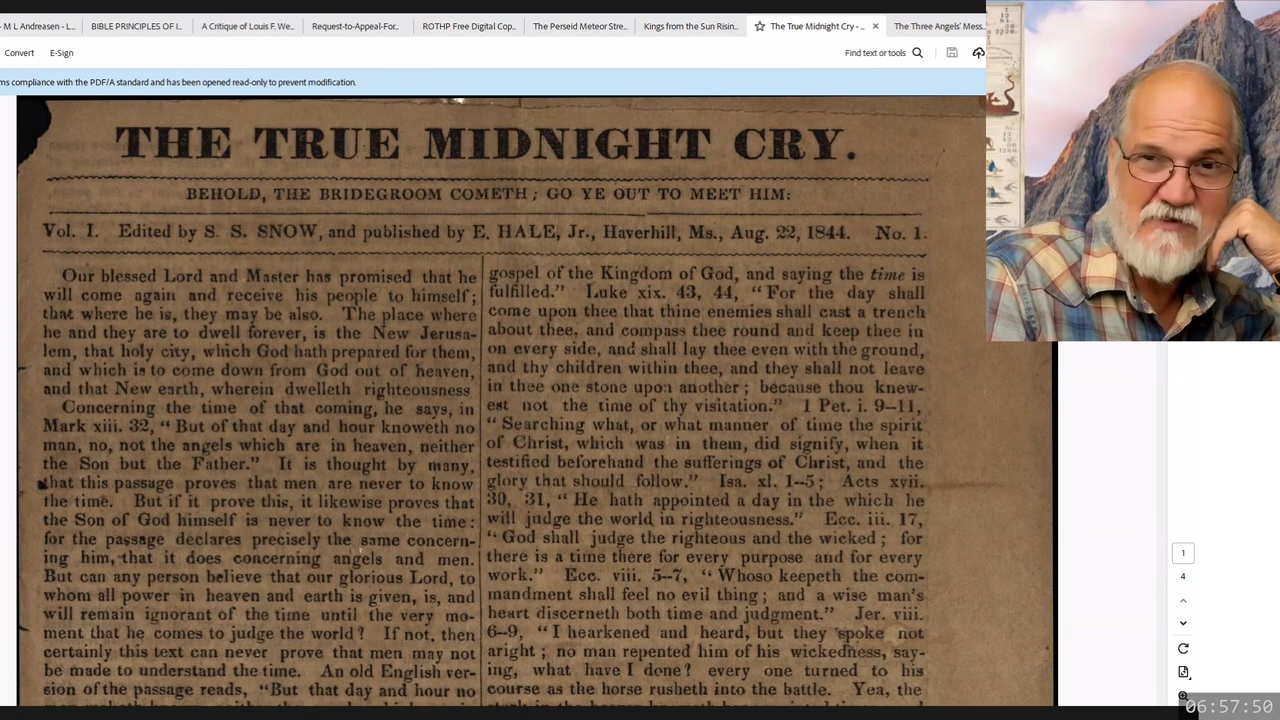 - M L Andreasen - L...
BIBLE PRINCIPLES OF I...
A Critique of Louis F. We...
Request-to-Appeal-For...
ROTHP Free Digital Cop...
The Perseid Meteor Stre...
Kings from the Sun Risin...
The True Midnight Cry - ...
The Three Angels' Mess
Convert
E-Sign
Find text or tools
ms compliance with the PDF/A standard and has been opened read-only to prevent modification.
THE TRUE MIDNIGHT CRY.
BEHOLD, THE BRIDEGROOM COMETH; GO YE OUT TO MEET HIM:
Vol. I. Edited by S. S. SNOW, and published by E. HALE, Jr., Haverhill, Ms., Aug. 22, 1844. No. 1.
Our blessed Lord and Master has promised that he
will come again and receive his people to himself;
that where he is, they may be also. The place where
he and they are to dwell forever, is the New Jerusa-
lem, that holy city, which God hath prepared for them,
and which is to come down from God out of heaven,
and that New earth, wherein dwelleth righteousness
Concerning the time of that coming, he says, in
Mark xiii. 32, “But of that day and hour knoweth no
man, no, not the angels which are in heaven, neither
the Son but the Father.” It is thought by many,
that this passage proves that men are never to know
the time. But if it prove this, it likewise proves that
the Son of God himself is never to know the time:
for the passage declares precisely the same concern-
ing him, that it does concerning angels and men.
But can any person believe that our glorious Lord, to
whom all power in heaven and earth is given, is, and
will remain ignorant of the time until the very mo-
ment that he comes to judge the world? If not, then
certainly this text can never prove that men may not
be made to understand the time. An old English ver-
sion of the passage reads, “But that day and hour no
gospel of the Kingdom of God, and saying the time is
fulfilled.” Luke xix. 43, 44, “For the day shall
come upon thee that thine enemies shall cast a trench
about thee, and compass thee round and keep thee in
on every side, and shall lay thee even with the ground,
and thy children within thee, and they shall not leave
in thee one stone upon another; because thou knew-
est not the time of thy visitation.” 1 Pet. i. 9–11,
“Searching what, or what manner of time the spirit
of Christ, which was in them, did signify, when it
testified beforehand the sufferings of Christ, and the
glory that should follow.” Isa. xl. 1–5; Acts xvii.
30, 31, “He hath appointed a day in the which he
will judge the world in righteousness.” Ecc. iii. 17,
“God shall judge the righteous and the wicked; for
there is a time there for every purpose and for every
work.” Ecc. viii. 5–7, “Whoso keepeth the com-
mandment shall feel no evil thing; and a wise man's
heart discerneth both time and judgment.” Jer. viii.
6–9, “I hearkened and heard, but they spoke not
aright; no man repented him of his wickedness, say-
ing, what have I done? every one turned to his
course as the horse rusheth into the battle. Yea, the
1
4
06:57:50